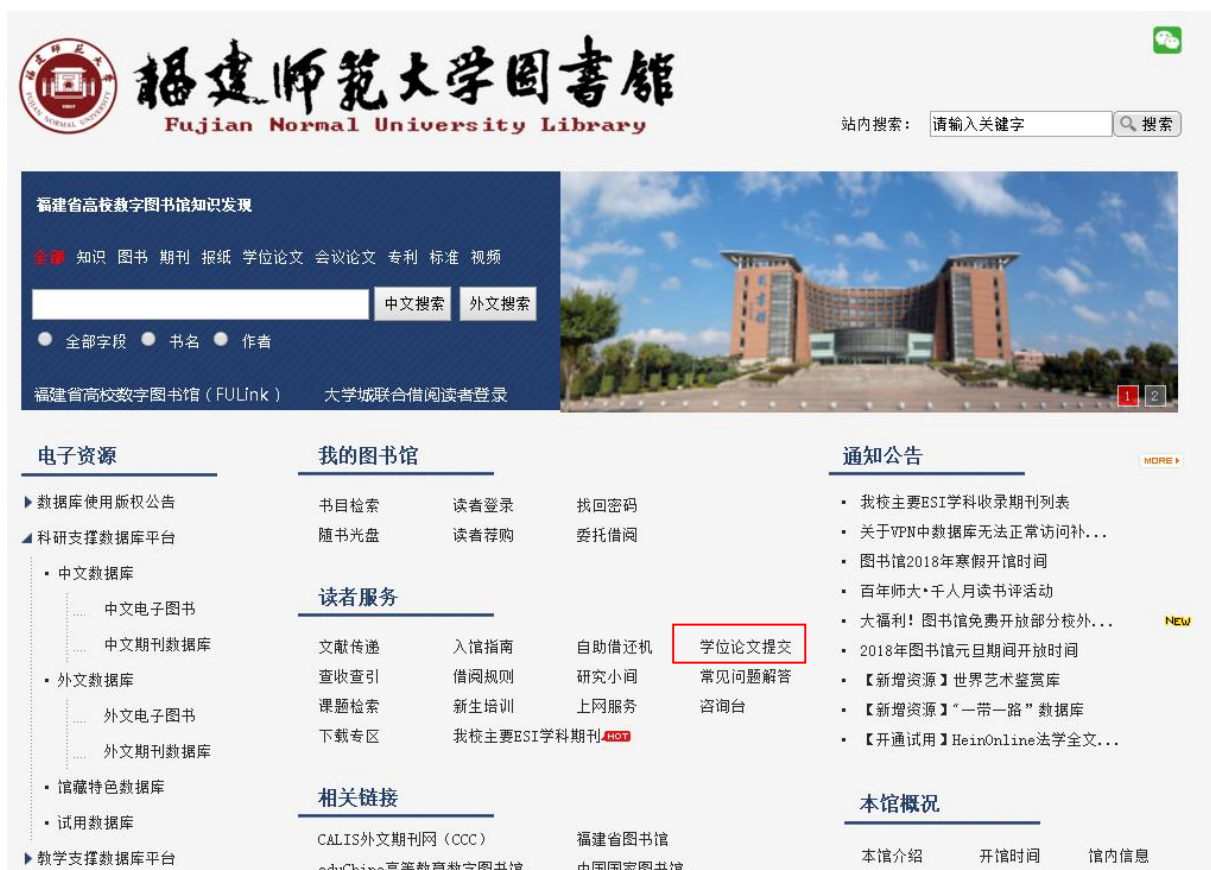 福建师范大学图书馆
Fujian Normal University Library
FUJIAN NORMAL UNIVERSITY
站内搜索: 请输入关键字 搜索
福建省高校数字图书馆知识发现
全部 知识 图书 期刊 报纸 学位论文 会议论文 专利 标准 视频
中文搜索 外文搜索
全部字段 书名 作者
福建省高校数字图书馆(FULink) 大学城联合借阅读者登录
1 2
电子资源
数据库使用版权公告
科研支撑数据库平台
中文数据库
中文电子图书
中文期刊数据库
外文数据库
外文电子图书
外文期刊数据库
馆藏特色数据库
试用数据库
教学支撑数据库平台
我的图书馆
书目检索 读者登录 找回密码
随书光盘 读者荐购 委托借阅
读者服务
文献传递 入馆指南 自助借还机 学位论文提交
查收查引 借阅规则 研究小间 常见问题解答
课题检索 新生培训 上网服务 咨询台
下载专区 我校主要ESI学科期刊 HOT
相关链接
CALIS外文期刊网(CCC) 福建省图书馆
eduChina高等教育数字图书馆 中国国家图书馆
通知公告 MORE
我校主要ESI学科收录期刊列表
关于VPN中数据库无法正常访问补...
图书馆2018年寒假开馆时间
百年师大•千人月读书评活动
大福利!图书馆免费开放部分校外... NEW
2018年图书馆元旦期间开放时间
【新增资源】世界艺术鉴赏库
【新增资源】“一带一路”数据库
【开通试用】HeinOnline法学全文...
本馆概况
本馆介绍 开馆时间 馆内信息